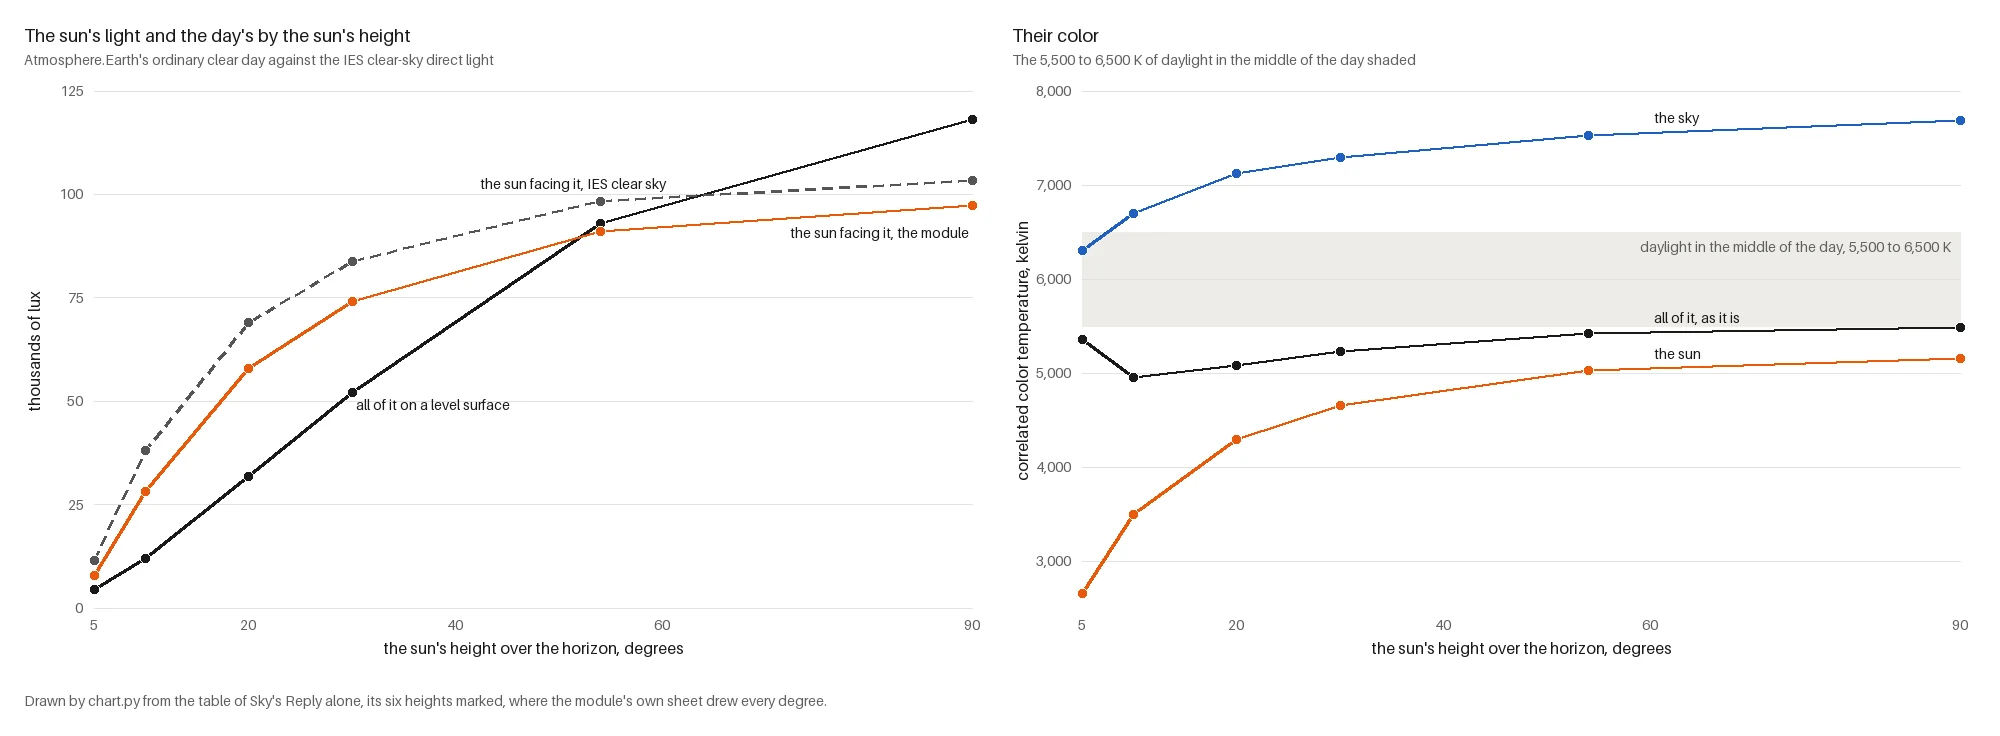 The sun's light and the day's by the sun's height
Atmosphere.Earth's ordinary clear day against the IES clear-sky direct light
125
100
75
50
25
0
thousands of lux
the sun facing it, IES clear sky
the sun facing it, the module
all of it on a level surface
5
20
40
60
90
the sun's height over the horizon, degrees
Their color
The 5,500 to 6,500 K of daylight in the middle of the day shaded
8,000
7,000
6,000
5,000
4,000
3,000
correlated color temperature, kelvin
the sky
daylight in the middle of the day, 5,500 to 6,500 K
all of it, as it is
the sun
5
20
40
60
90
the sun's height over the horizon, degrees
Drawn by chart.py from the table of Sky's Reply alone, its six heights marked, where the module's own sheet drew every degree.